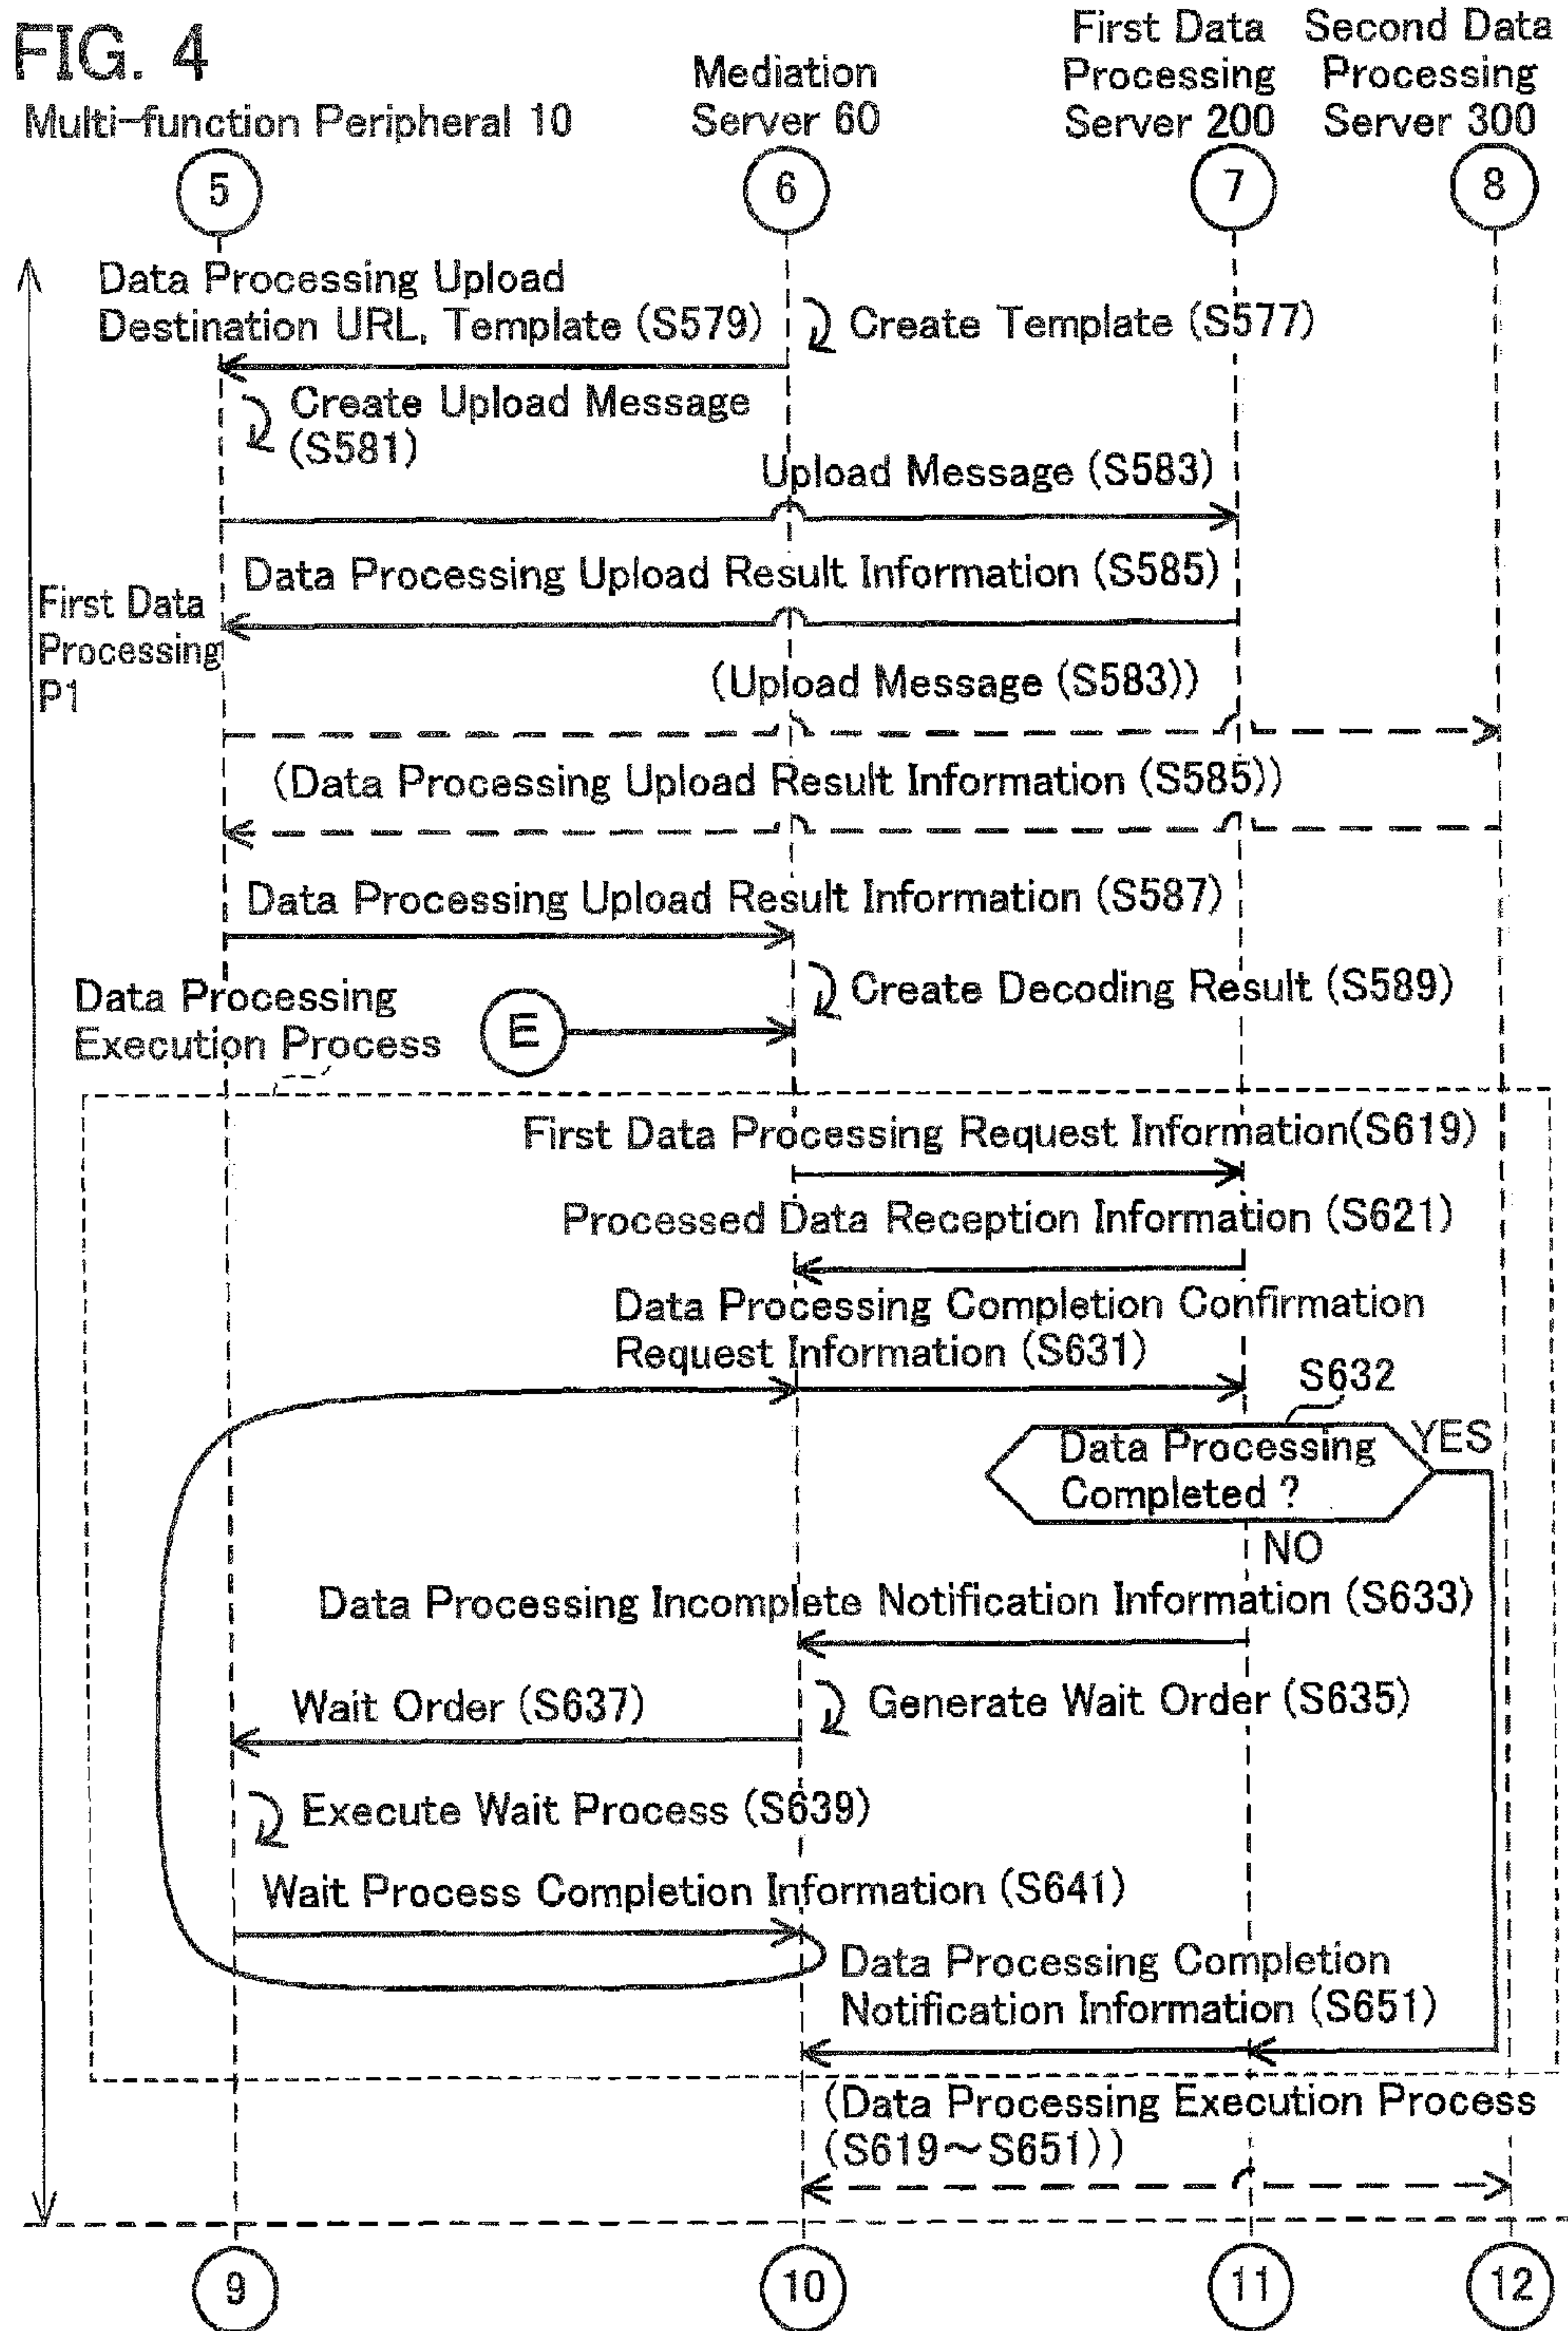 FIG. 4
Multi-function Peripheral 10
Mediation
Server 60
First Data
Processing
Server 200
Second Data
Processing
Server 300
5
6
7
8
Data Processing Upload
Destination URL, Template (S579)
Create Template (S577)
Create Upload Message
(S581)
Upload Message (S583)
Data Processing Upload Result Information (S585)
First Data
Processing
P1
(Upload Message (S583))
(Data Processing Upload Result Information (S585))
Data Processing Upload Result Information (S587)
Create Decoding Result (S589)
Data Processing
Execution Process
E
First Data Processing Request Information(S619)
Processed Data Reception Information (S621)
Data Processing Completion Confirmation
Request Information (S631)
S632
Data Processing
Completed ?
YES
NO
Data Processing Incomplete Notification Information (S633)
Wait Order (S637)
Generate Wait Order (S635)
Execute Wait Process (S639)
Wait Process Completion Information (S641)
Data Processing Completion
Notification Information (S651)
(Data Processing Execution Process
(S619~S651))
9
10
11
12